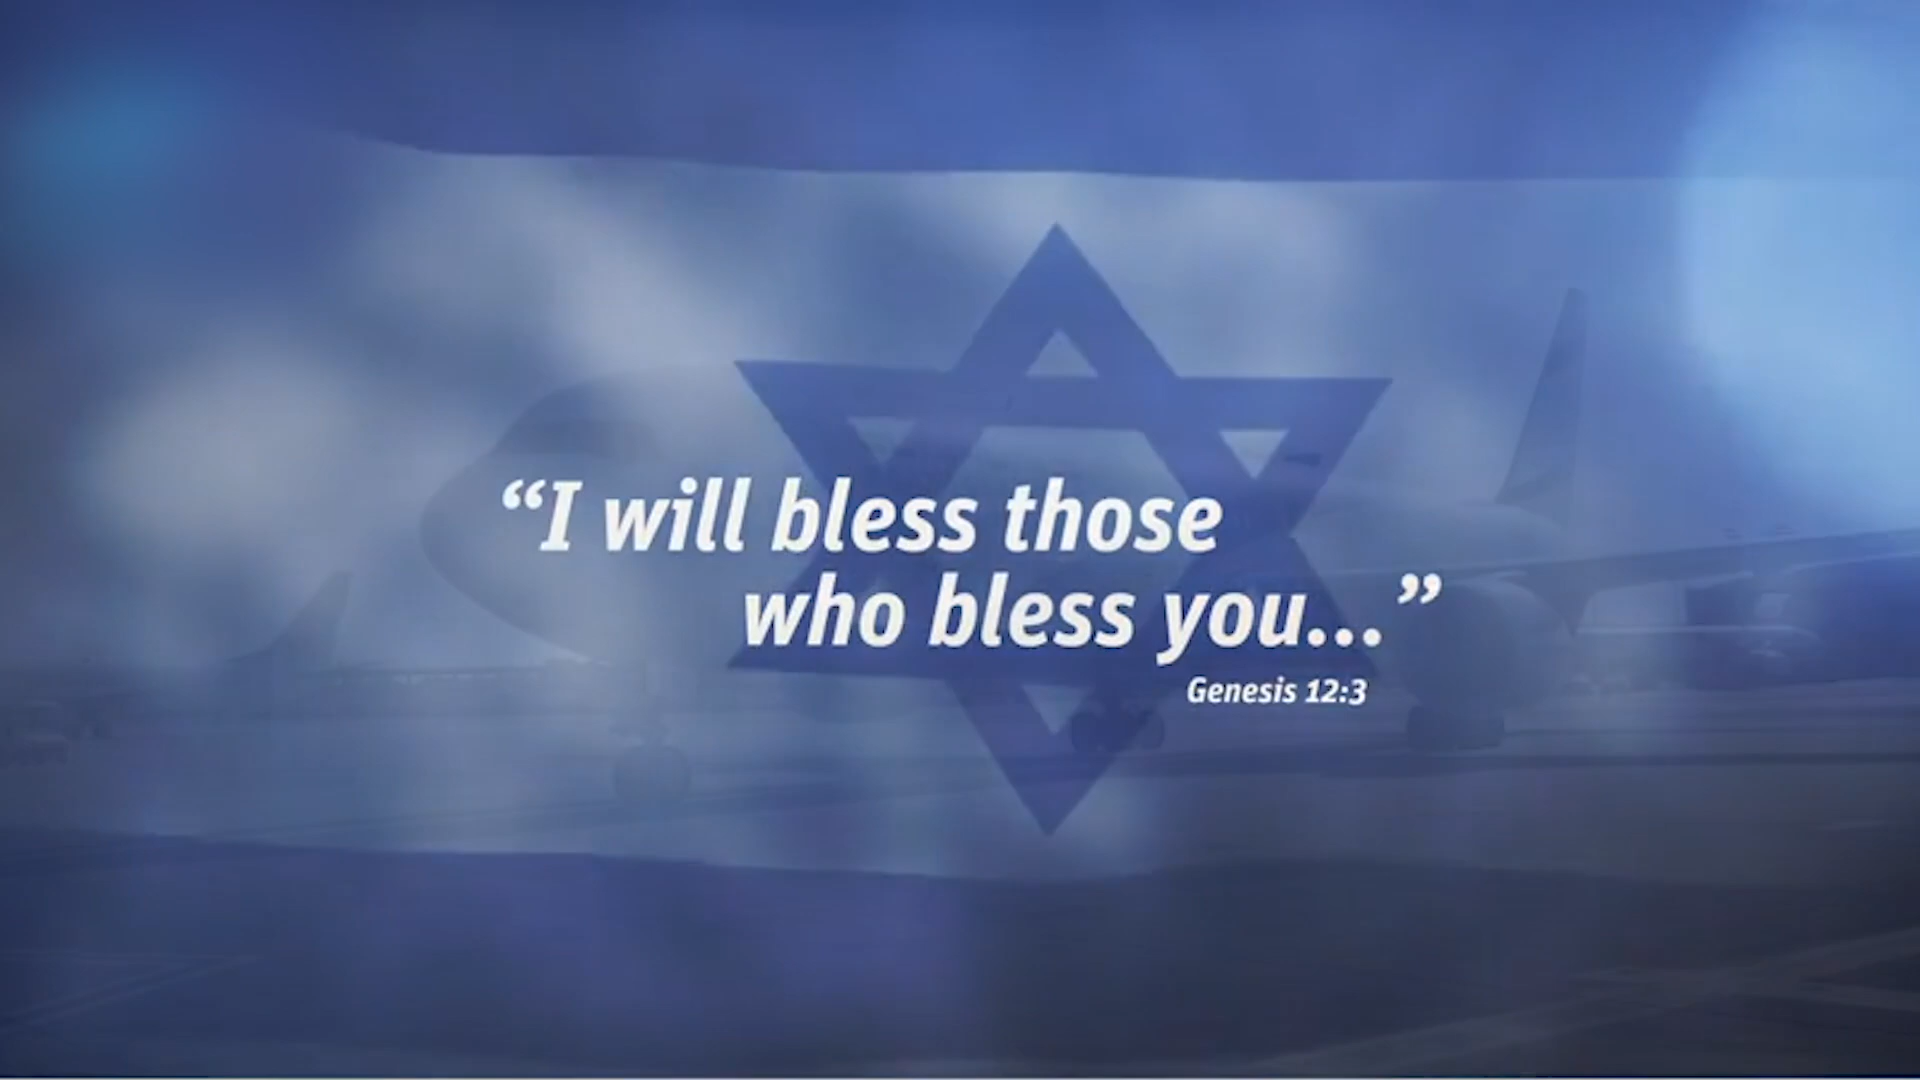 “I will bless those
who bless you...”
Genesis 12:3